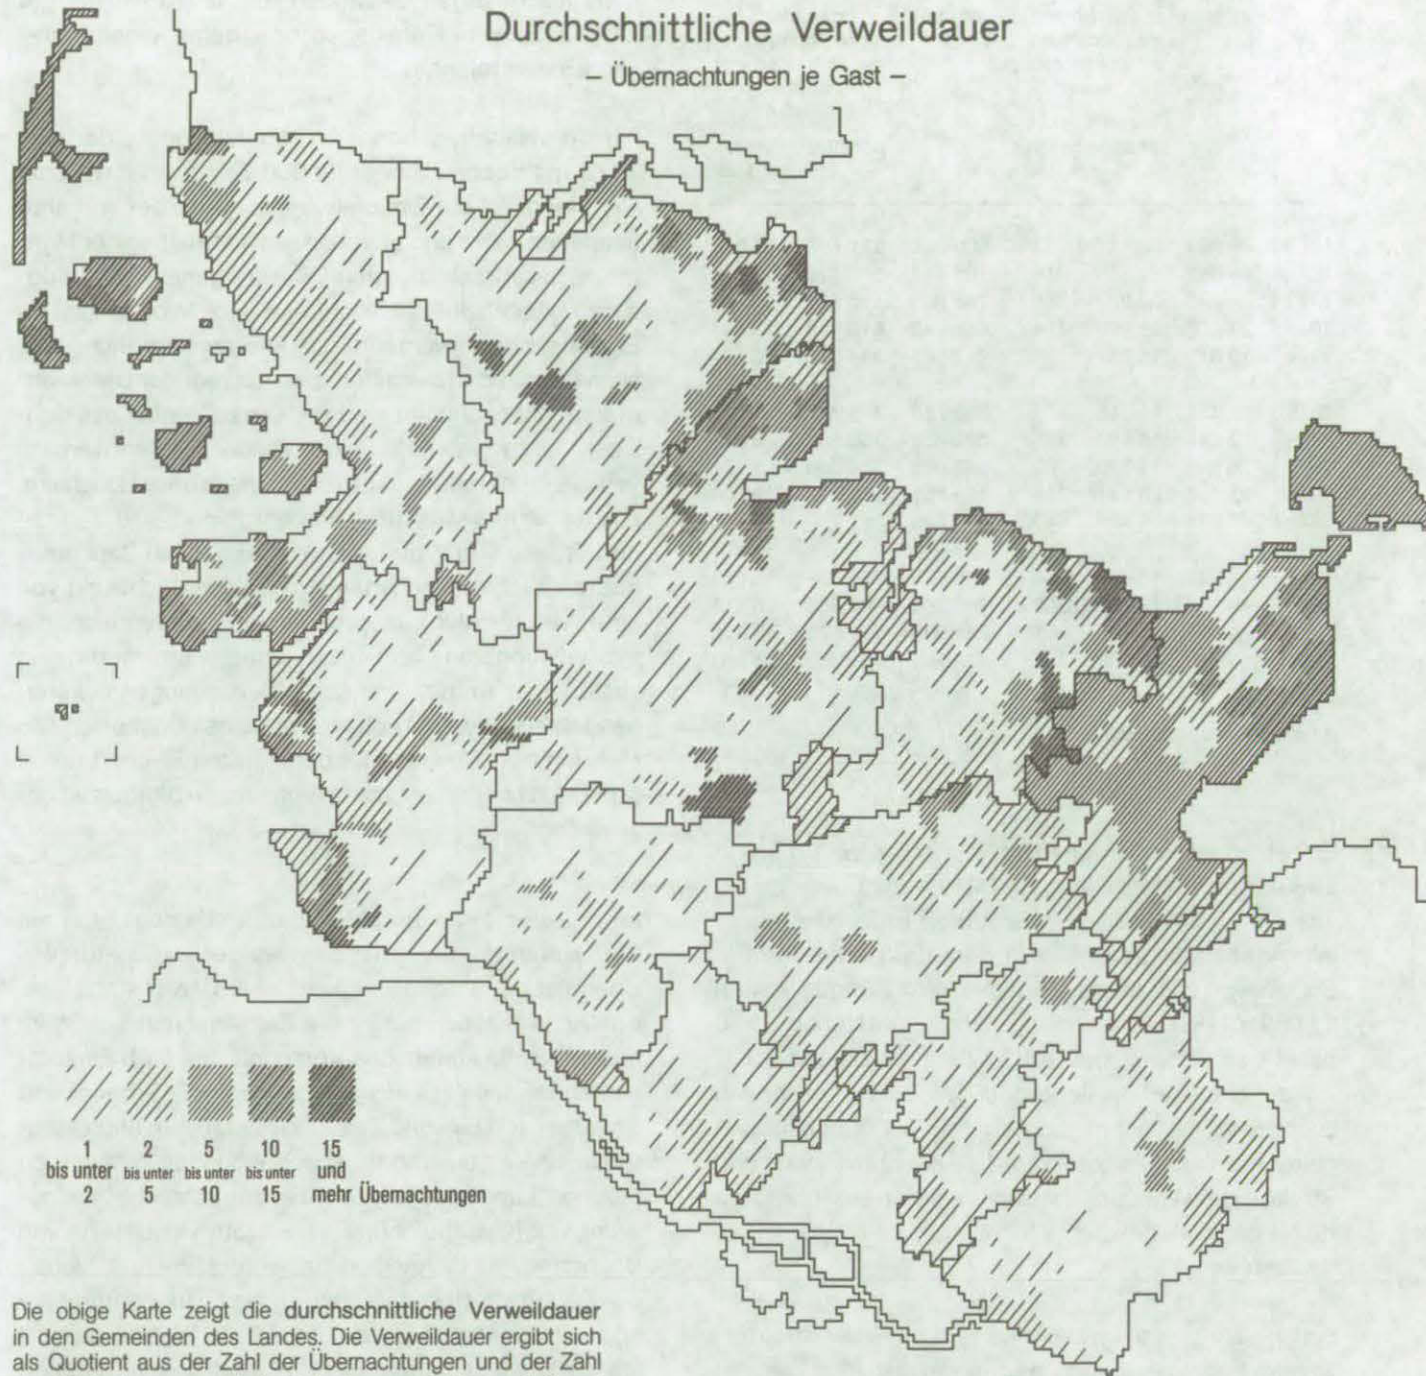 Durchschnittliche Verweildauer
– Übernachtungen je Gast –
1 2 5 10 15
bis unter bis unter bis unter bis unter und
2 5 10 15 mehr Übernachtungen
Die obige Karte zeigt die durchschnittliche Verweildauer
in den Gemeinden des Landes. Die Verweildauer ergibt sich
als Quotient aus der Zahl der Übernachtungen und der Zahl